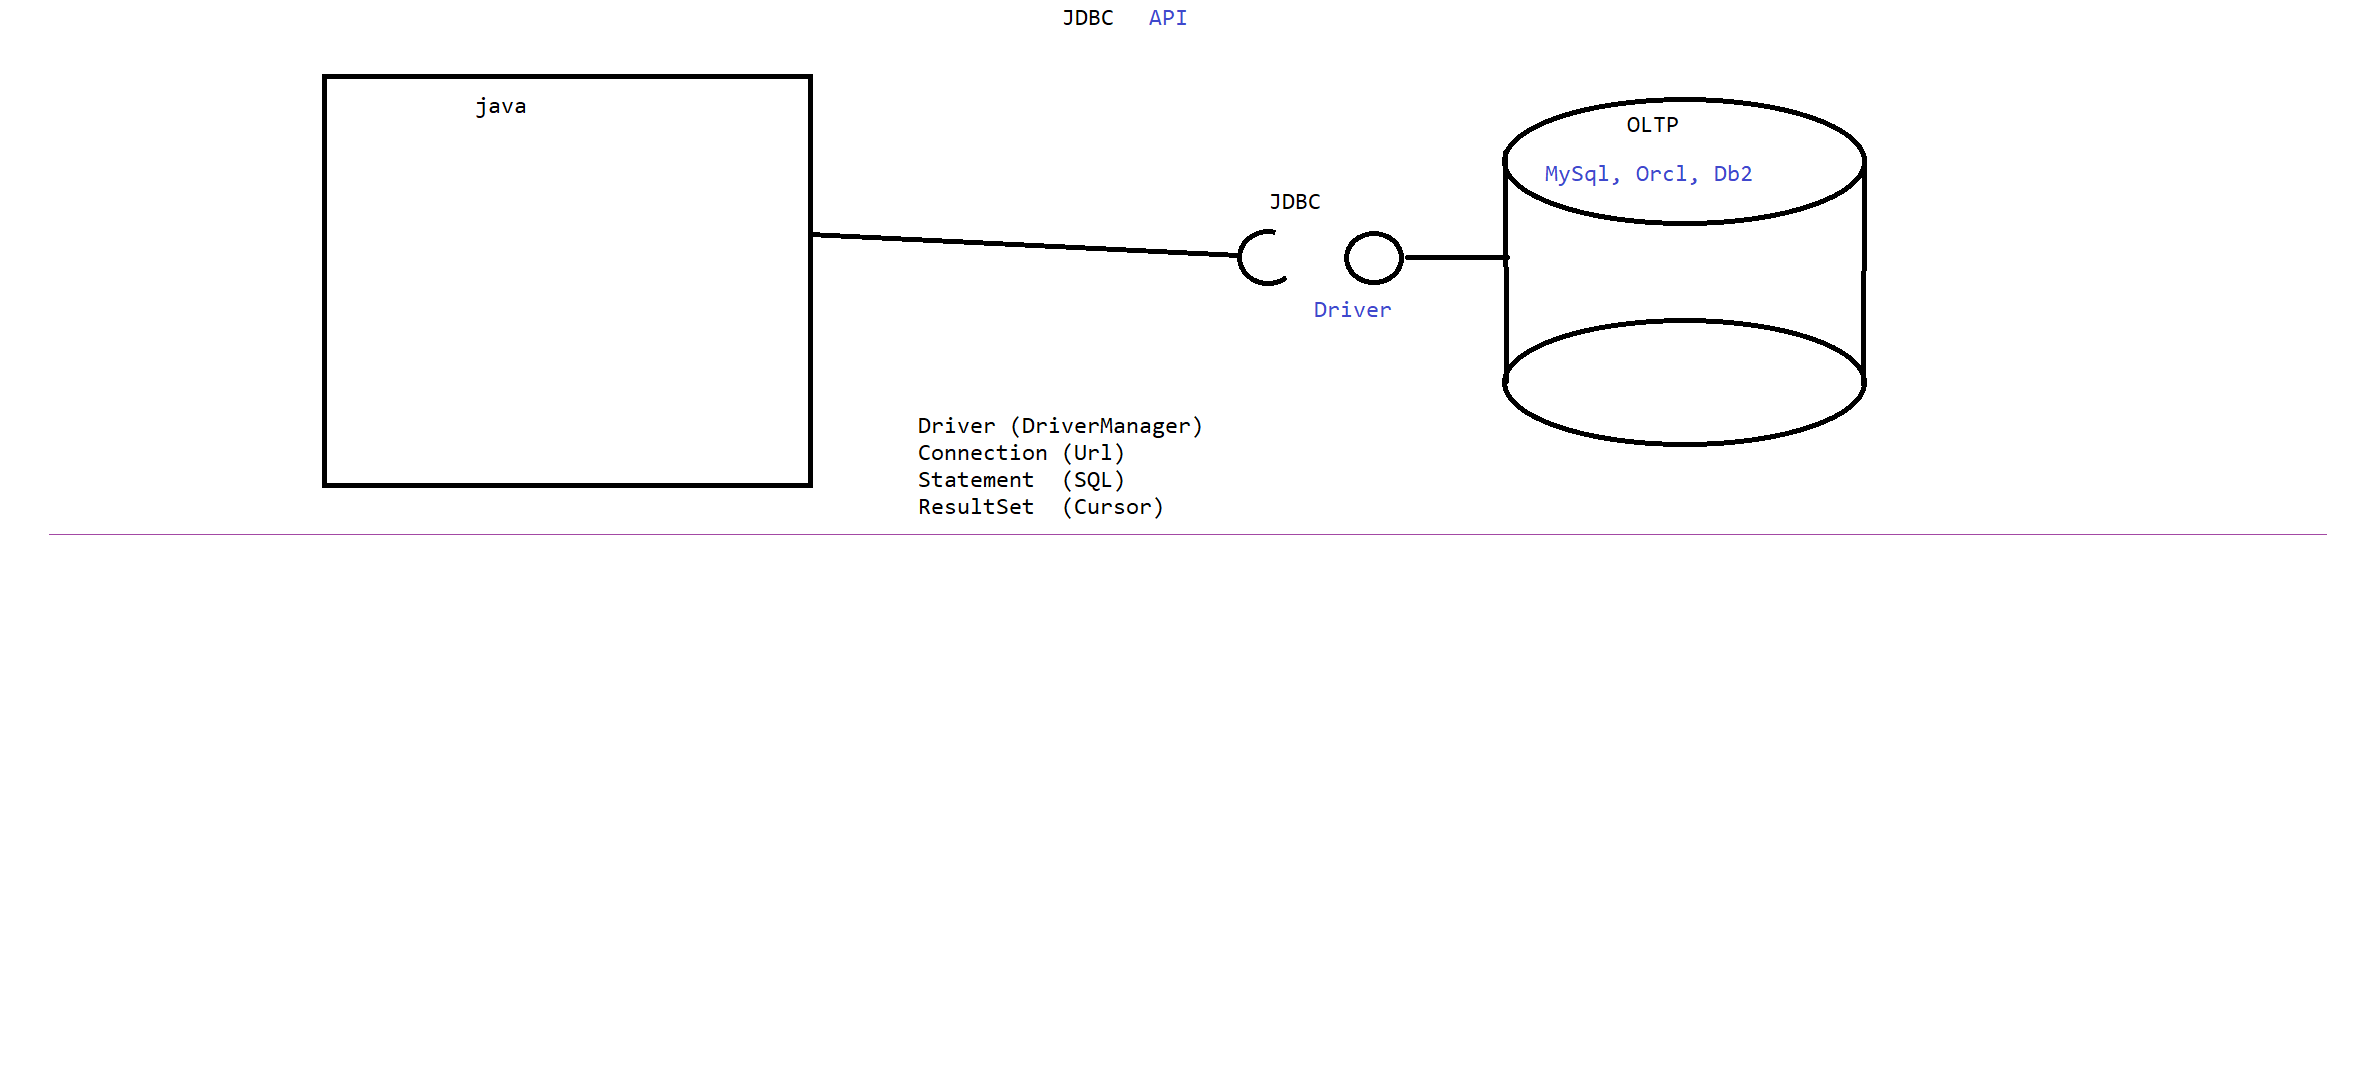 JDBC API
java
OLTP
MySql, Orcl, Db2
JDBC
Driver
Driver (DriverManager)
Connection (Url)
Statement (SQL)
ResultSet (Cursor)